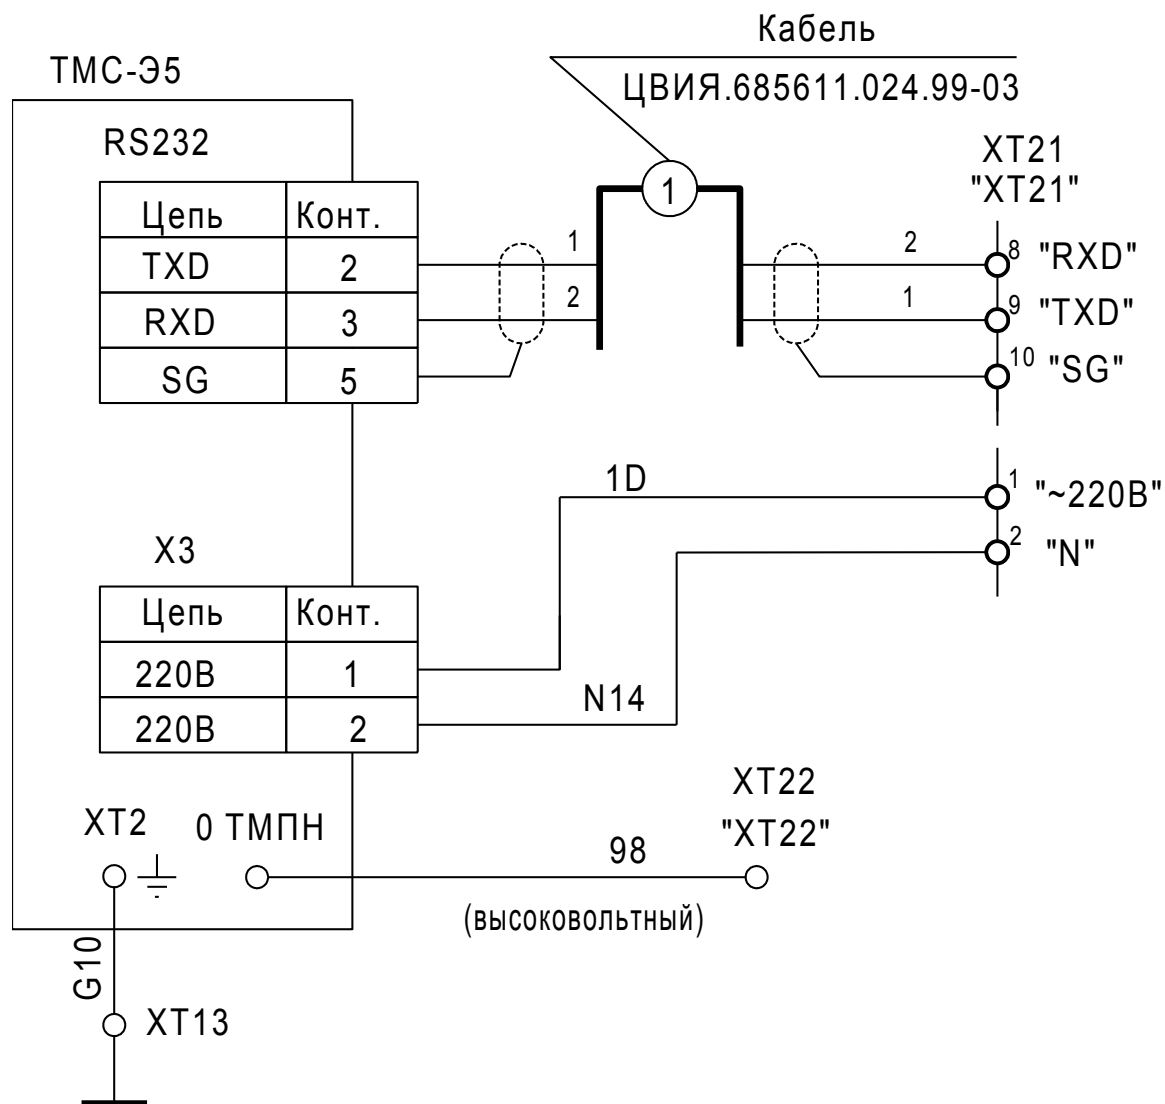 Кабель
ТМС-Э5
ЦВИЯ.685611.024.99-03
RS232
XT21
"XT21"
1
Цепь Конт.
TXD 2 1 2 8 "RXD"
RXD 3 2 1 9 "TXD"
SG 5 10 "SG"
1D 1 "~220В"
2 "N"
X3
Цепь Конт.
220В 1
220В 2 N14
XT22
"XT22"
XT2 0 ТМПН 98
(высоковольтный)
G10
XT13